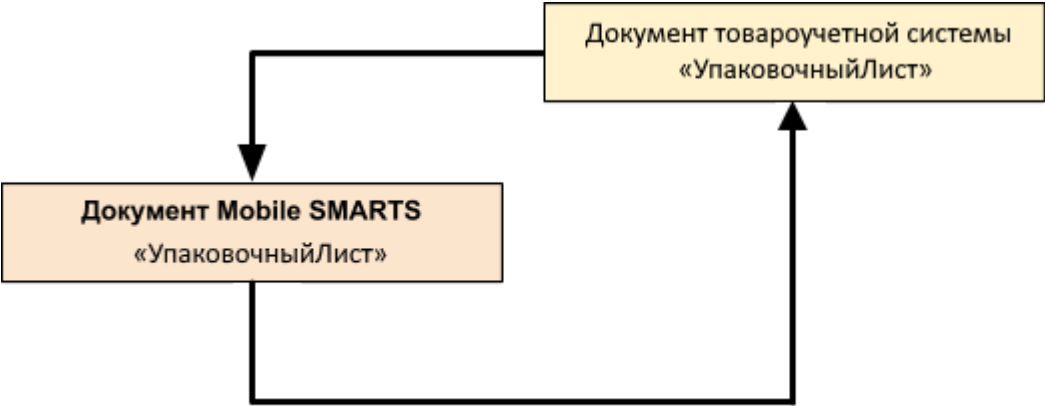 Документ товароучетной системы
«УпаковочныйЛист»
Документ Mobile SMARTS
«УпаковочныйЛист»